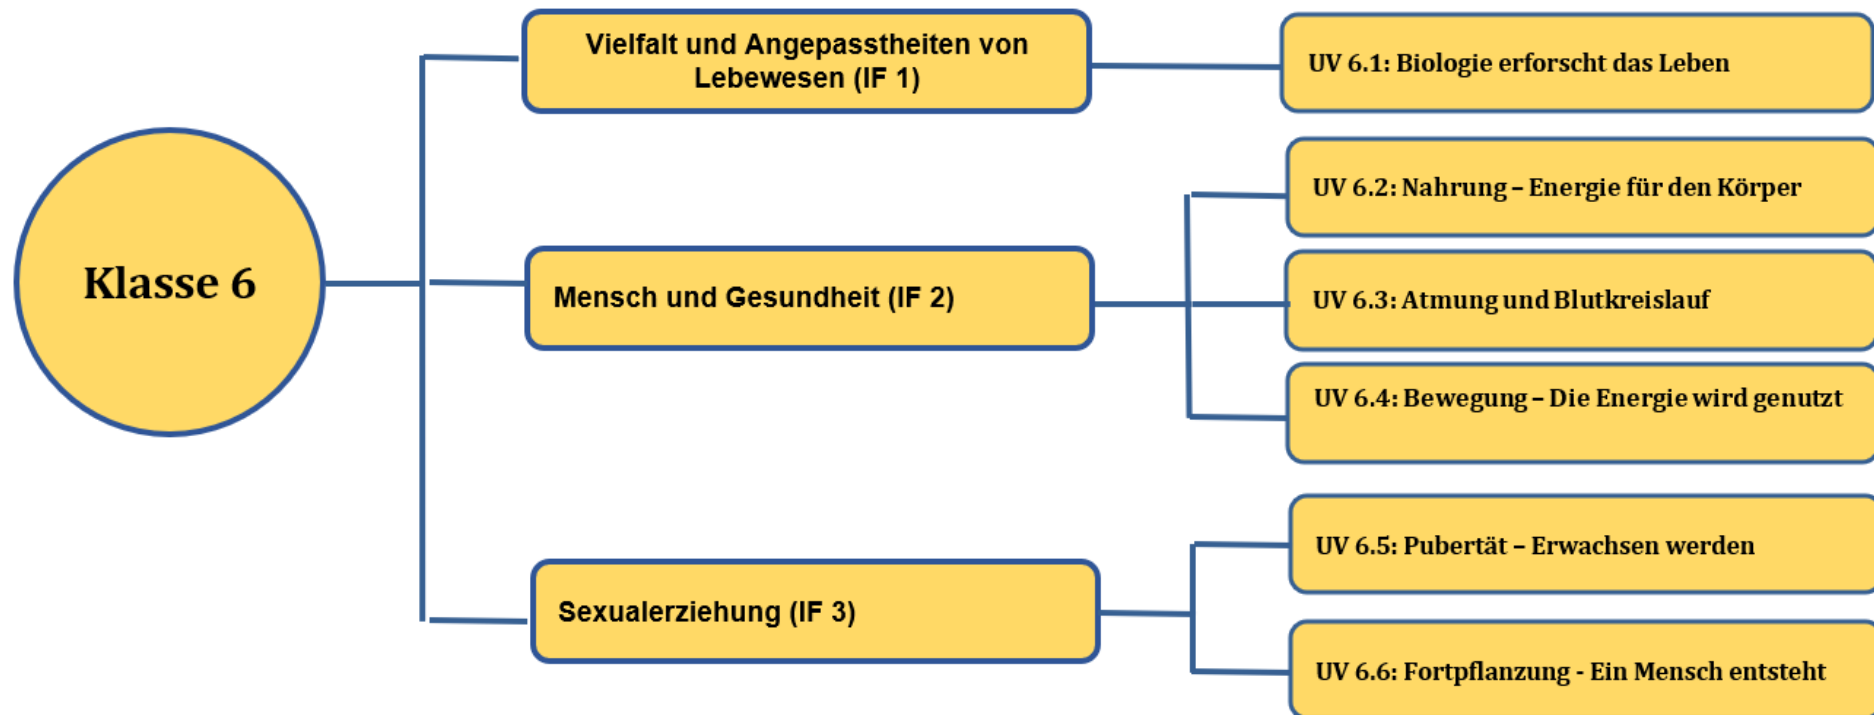 Klasse 6
Vielfalt und Angepasstheiten von
Lebewesen (IF 1)
UV 6.1: Biologie erforscht das Leben
Mensch und Gesundheit (IF 2)
UV 6.2: Nahrung – Energie für den Körper
UV 6.3: Atmung und Blutkreislauf
UV 6.4: Bewegung – Die Energie wird genutzt
Sexualerziehung (IF 3)
UV 6.5: Pubertät – Erwachsen werden
UV 6.6: Fortpflanzung - Ein Mensch entsteht